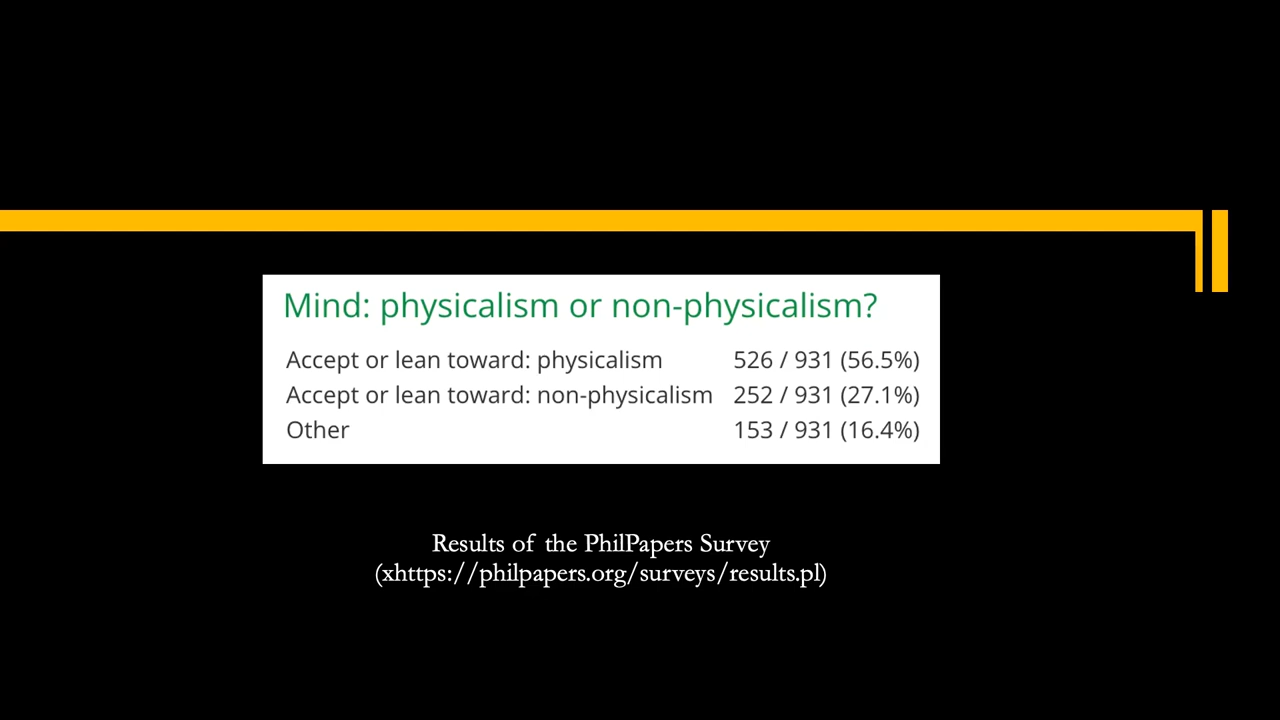 Mind: physicalism or non-physicalism?
Accept or lean toward: physicalism 526 / 931 (56.5%)
Accept or lean toward: non-physicalism 252 / 931 (27.1%)
Other 153 / 931 (16.4%)
Results of the PhilPapers Survey
(xhttps://philpapers.org/surveys/results.pl)